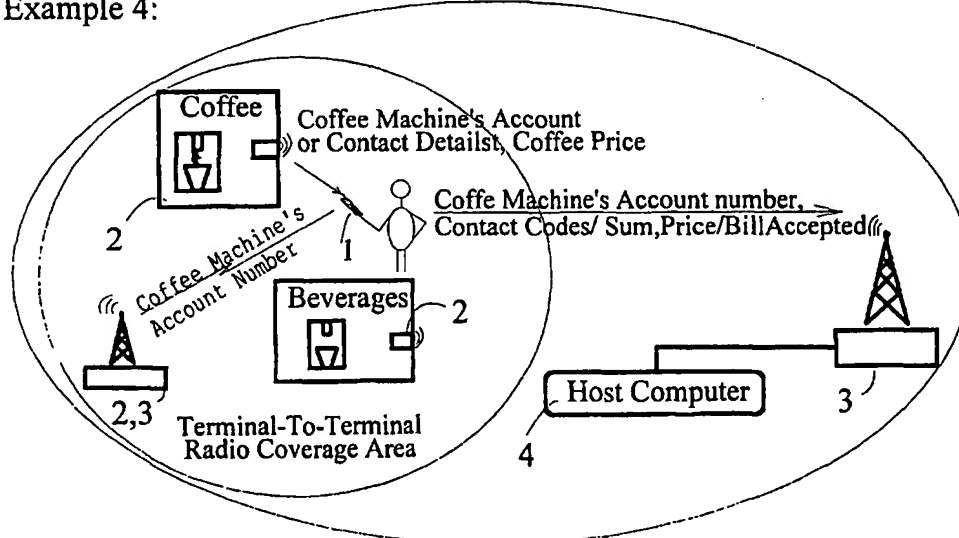 Example 4:
Coffee
Coffee Machine's Account
or Contact Detailst, Coffee Price
2
1
Coffe Machine's Account number,
Contact Codes/ Sum,Price/BillAccepted
Coffee Machine's
Account Number
Beverages
2
2,3
Terminal-To-Terminal
Radio Coverage Area
Host Computer
4
3